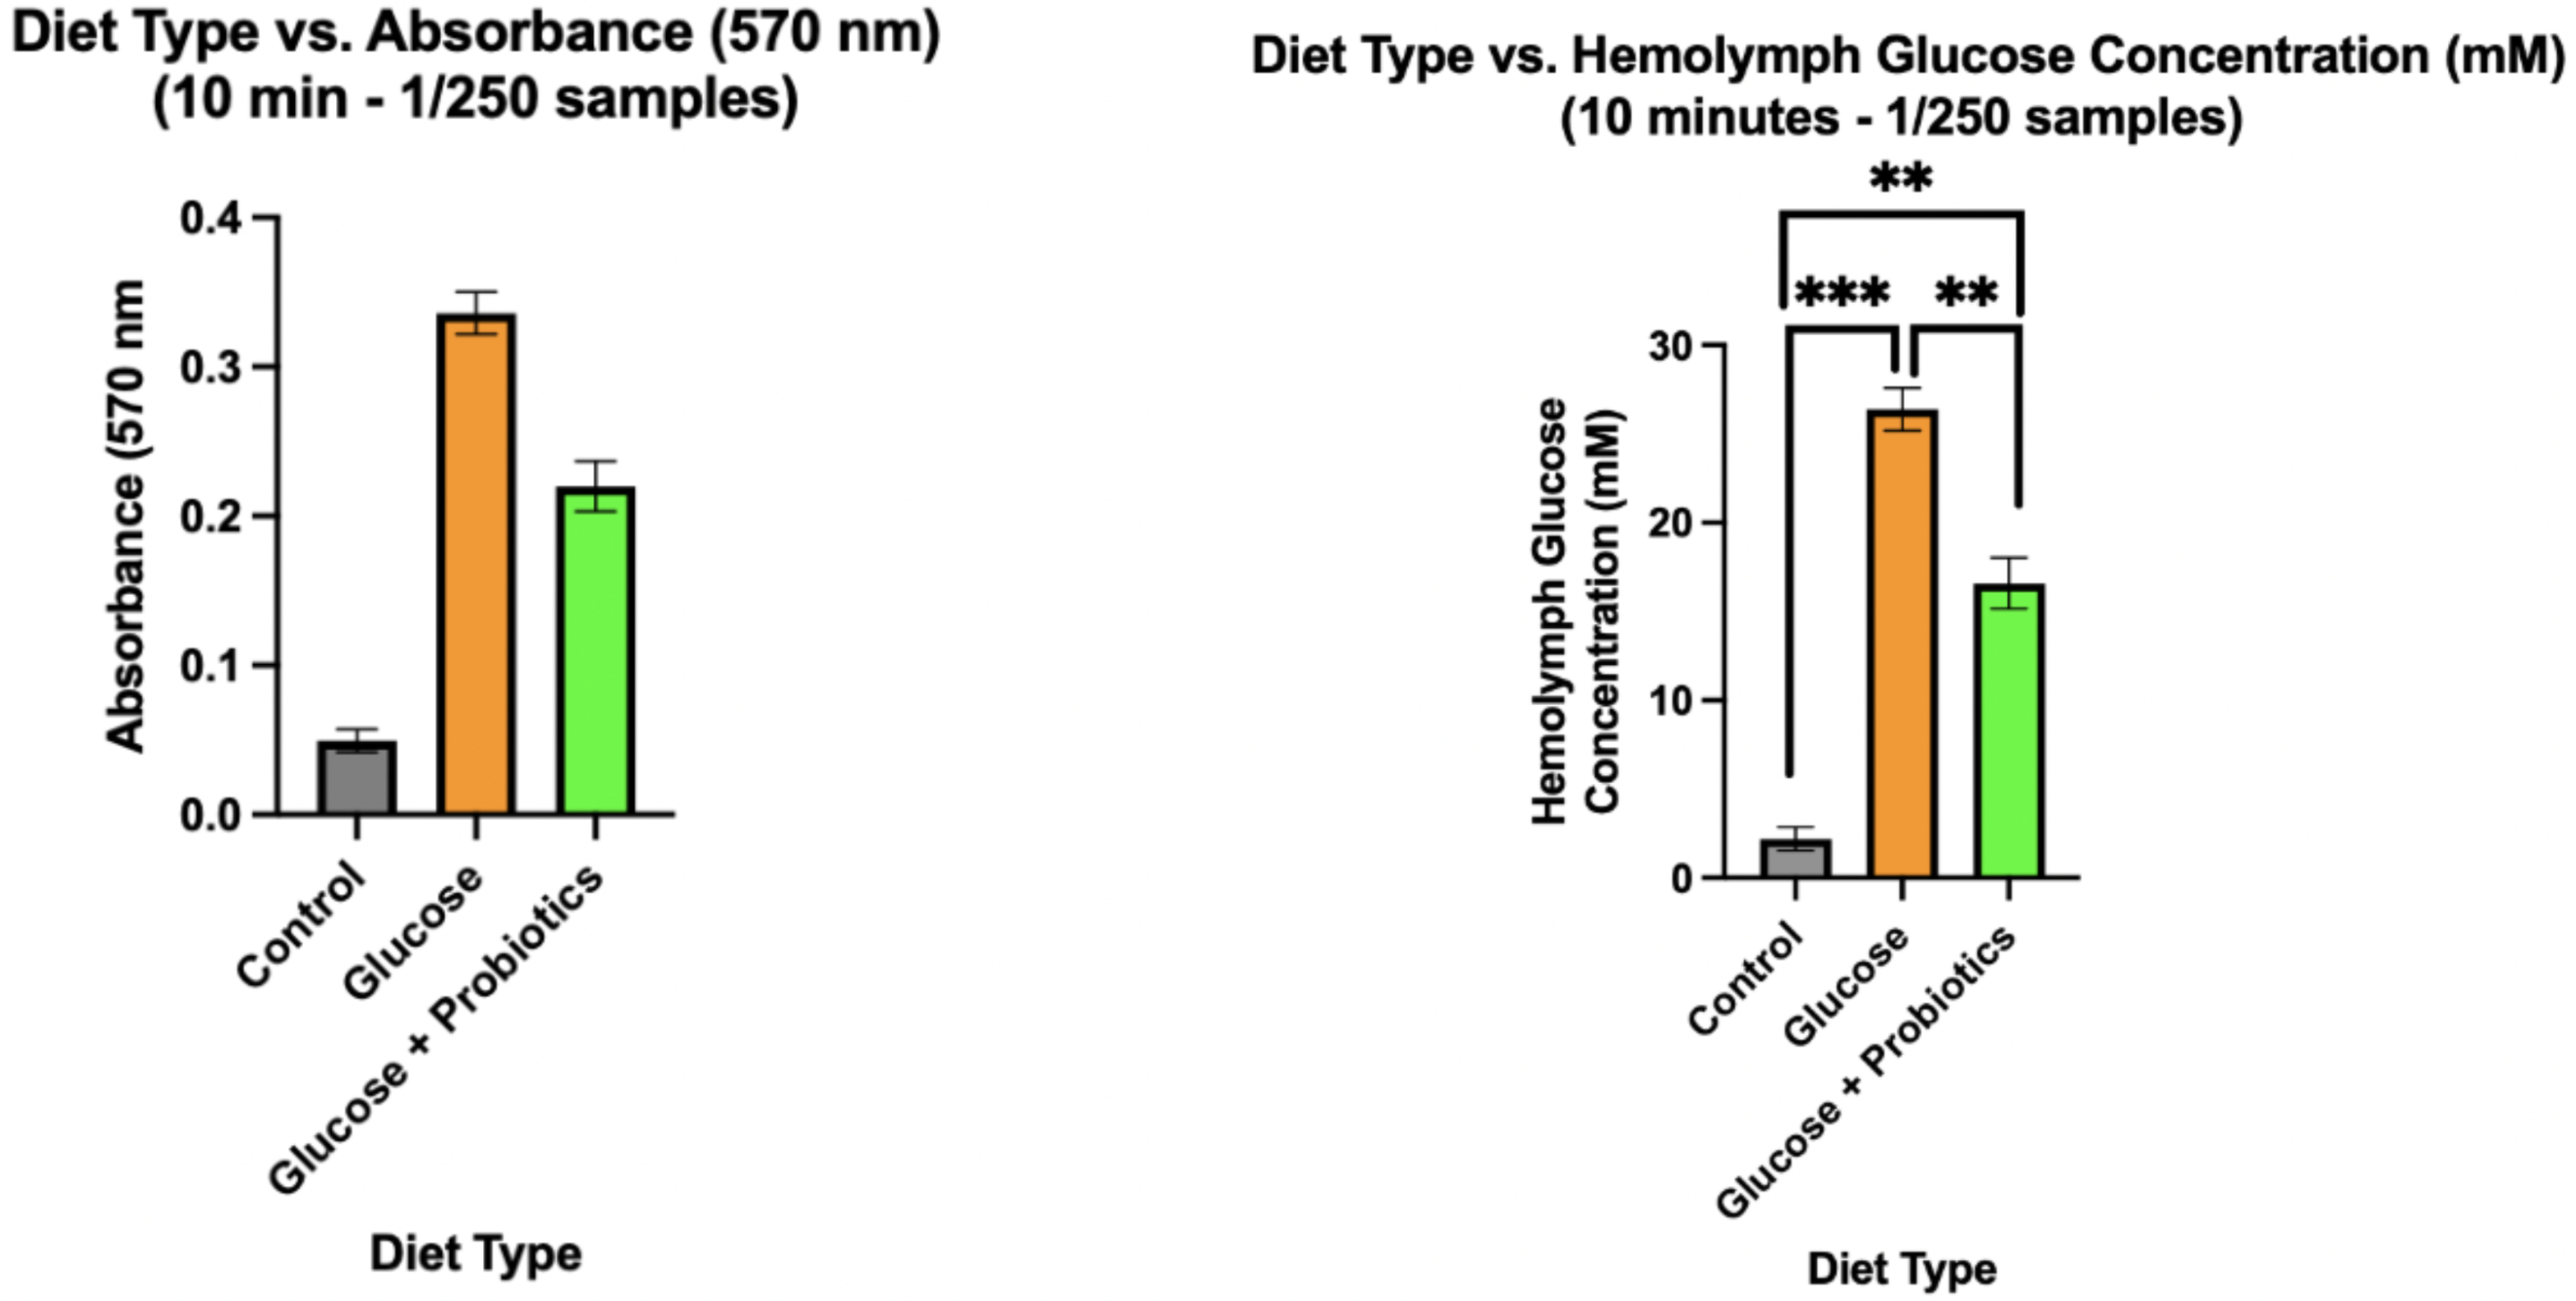 Diet Type vs. Absorbance (570 nm)
(10 min - 1/250 samples)
0.4
0.3
0.2
0.1
0.0
Absorbance (570 nm
Control
Glucose
Glucose + Probiotics
Diet Type
Diet Type vs. Hemolymph Glucose Concentration (mM)
(10 minutes - 1/250 samples)
**
*** **
30
20
10
0
Hemolymph Glucose
Concentration (mM)
Control
Glucose
Glucose + Probiotics
Diet Type